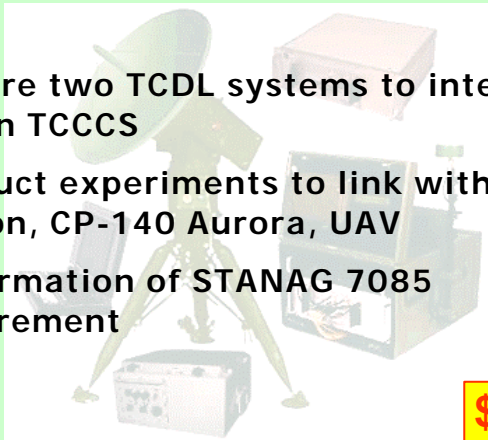 re two TCDL systems to inte
n TCCCS
uct experiments to link with
on, CP-140 Aurora, UAV
rmation of STANAG 7085
rement
$